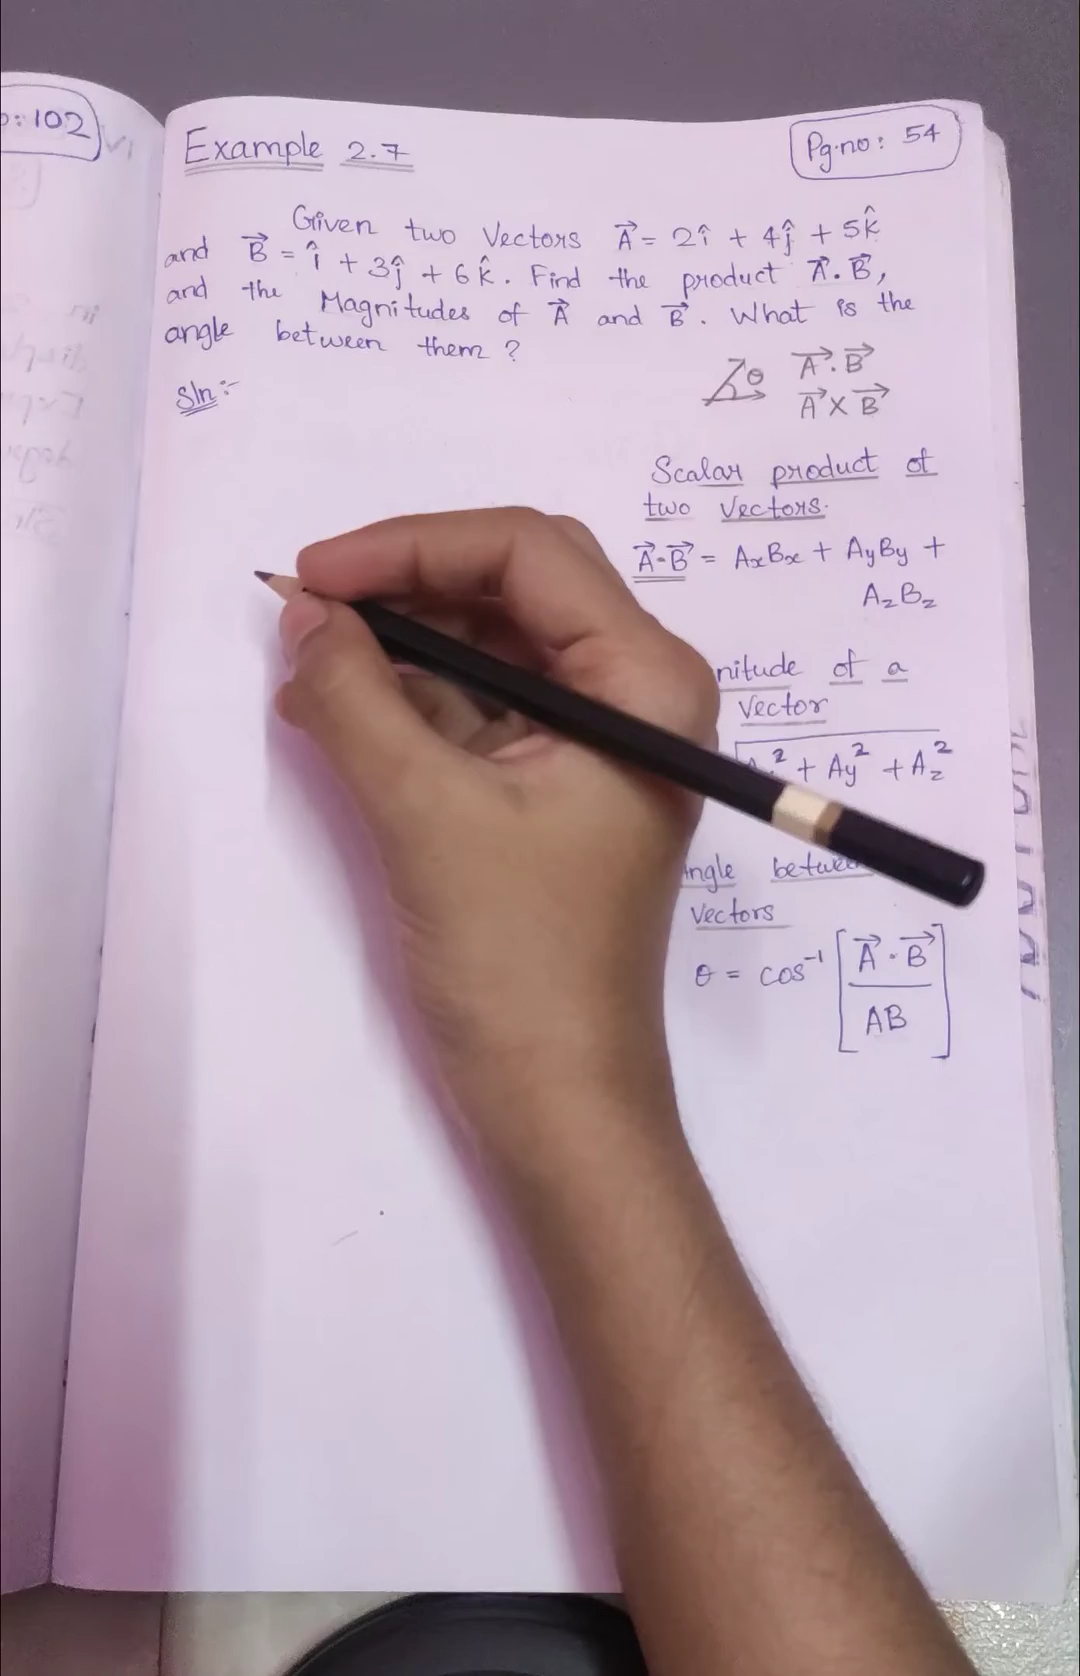 o: 102
Example 2.7
Pg.no: 54
Given two Vectors A⃗ = 2î + 4ĵ + 5k̂
and B⃗ = î + 3ĵ + 6k̂. Find the product A⃗.B⃗,
and the Magnitudes of A⃗ and B⃗. What is the
angle between them?
Sln:-
θ A⃗.B⃗
A⃗ X B⃗
Scalar product of
two Vectors.
A⃗.B⃗ = AxBx + AyBy +
AzBz
nitude of a
Vector
² + Ay² + Az²
ngle betwee
Vectors
θ = cos⁻¹ [A⃗.B⃗
AB]